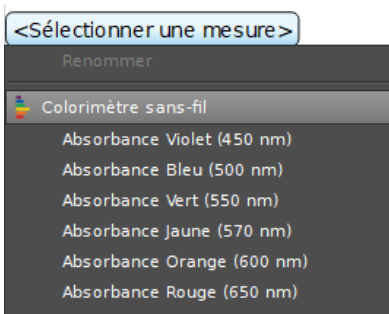 <Sélectionner une mesure>
Renommer
Colorimètre sans-fil
Absorbance Violet (450 nm)
Absorbance Bleu (500 nm)
Absorbance Vert (550 nm)
Absorbance Jaune (570 nm)
Absorbance Orange (600 nm)
Absorbance Rouge (650 nm)